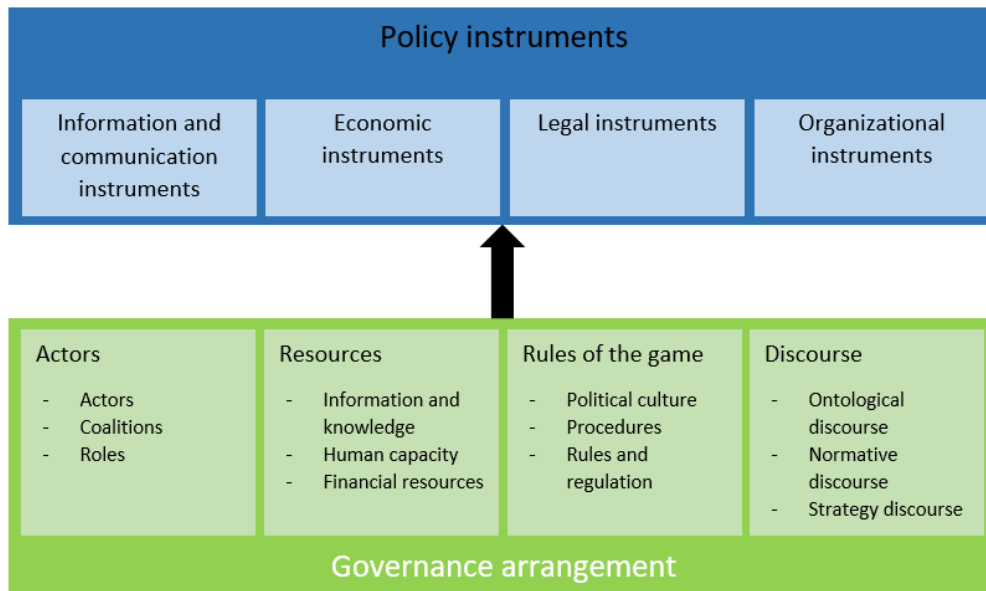 Policy instruments
Information and
communication
instruments
Economic
instruments
Legal instruments
Organizational
instruments
Actors
- Actors
- Coalitions
- Roles
Resources
- Information and
knowledge
- Human capacity
- Financial resources
Rules of the game
- Political culture
- Procedures
- Rules and
regulation
Discourse
- Ontological
discourse
- Normative
discourse
- Strategy discourse
Governance arrangement